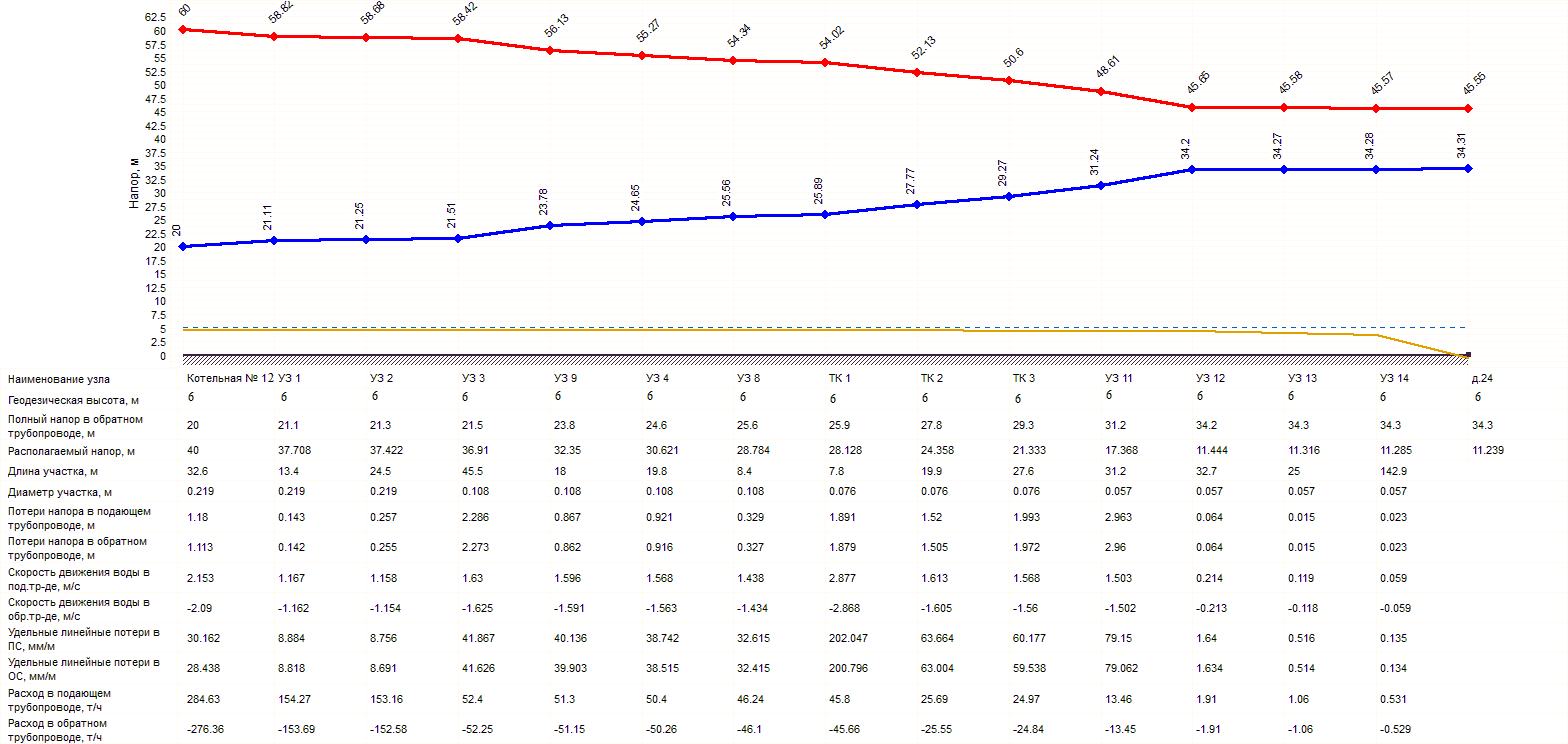 60 58.82 58.68 58.42 56.13 55.27 54.34 54.02 52.13 50.6 48.61 45.65 45.58 45.57 45.55
62.5
60
57.5
55
52.5
50
47.5
45
42.5
40
37.5
35
32.5
30
27.5
25
22.5
20
17.5
15
12.5
10
7.5
5
2.5
0
Напор, м
20 21.11 21.25 21.51 23.78 24.65 25.56 25.89 27.77 29.27 31.24 34.2 34.27 34.28 34.31
Наименование узла Котельная № 12 УЗ 1 УЗ 2 УЗ 3 УЗ 9 УЗ 4 УЗ 8 ТК 1 ТК 2 ТК 3 УЗ 11 УЗ 12 УЗ 13 УЗ 14 д.24
Геодезическая высота, м 6 6 6 6 6 6 6 6 6 6 6 6 6 6 6
Полный напор в обратном
трубопроводе, м 20 21.1 21.3 21.5 23.8 24.6 25.6 25.9 27.8 29.3 31.2 34.2 34.3 34.3 34.3
Располагаемый напор, м 40 37.708 37.422 36.91 32.35 30.621 28.784 28.128 24.358 21.333 17.368 11.444 11.316 11.285 11.239
Длина участка, м 32.6 13.4 24.5 45.5 18 19.8 8.4 7.8 19.9 27.6 31.2 32.7 25 142.9
Диаметр участка, м 0.219 0.219 0.219 0.108 0.108 0.108 0.108 0.076 0.076 0.076 0.057 0.057 0.057 0.057
Потери напора в подающем
трубопроводе, м 1.18 0.143 0.257 2.286 0.867 0.921 0.329 1.891 1.52 1.993 2.963 0.064 0.015 0.023
Потери напора в обратном
трубопроводе, м 1.113 0.142 0.255 2.273 0.862 0.916 0.327 1.879 1.505 1.972 2.96 0.064 0.015 0.023
Скорость движения воды в
под.тр-де, м/с 2.153 1.167 1.158 1.63 1.596 1.568 1.438 2.877 1.613 1.568 1.503 0.214 0.119 0.059
Скорость движения воды в
обр.тр-де, м/с -2.09 -1.162 -1.154 -1.625 -1.591 -1.563 -1.434 -2.868 -1.605 -1.56 -1.502 -0.213 -0.118 -0.059
Удельные линейные потери в
ПС, мм/м 30.162 8.884 8.756 41.867 40.136 38.742 32.615 202.047 63.664 60.177 79.15 1.64 0.516 0.135
Удельные линейные потери в
ОС, мм/м 28.438 8.818 8.691 41.626 39.903 38.515 32.415 200.796 63.004 59.538 79.062 1.634 0.514 0.134
Расход в подающем
трубопроводе, т/ч 284.63 154.27 153.16 52.4 51.3 50.4 46.24 45.8 25.69 24.97 13.46 1.91 1.06 0.531
Расход в обратном
трубопроводе, т/ч -276.36 -153.69 -152.58 -52.25 -51.15 -50.26 -46.1 -45.66 -25.55 -24.84 -13.45 -1.91 -1.06 -0.529